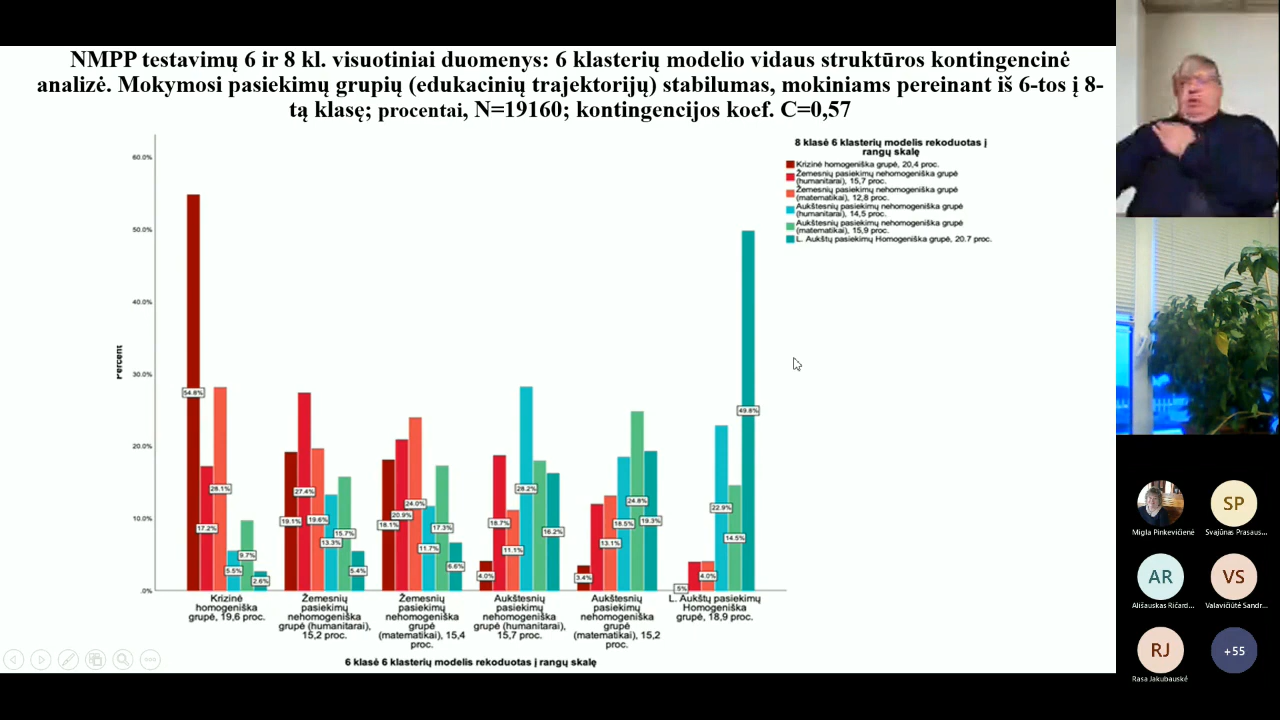 NMPP testavimų 6 ir 8 kl. visuotiniai duomenys: 6 klasterių modelio vidaus struktūros kontingencinė
analizė. Mokymosi pasiekimų grupių (edukacinių trajektorijų) stabilumas, mokiniams pereinant iš 6-tos į 8-
tą klasę; procentai, N=19160; kontingencijos koef. C=0,57
8 klasė 6 klasterių modelis rekoduotas į
rangų skalę
Krizinė homogeniška grupė, 20,4 proc.
Žemesnių pasiekimų nehomogeniška grupė
(humanitarai), 15,7 proc.
Žemesnių pasiekimų nehomogeniška grupė
(matematikai), 12,8 proc.
Aukštesnių pasiekimų nehomogeniška grupė
(humanitarai), 14,5 proc.
Aukštesnių pasiekimų nehomogeniška grupė
(matematikai), 15,9 proc.
L. Aukštų pasiekimų Homogeniška grupė, 20.7 proc.
60.0%
50.0%
40.0%
30.0%
20.0%
10.0%
.0%
Percent
54.8%
17.2%
28.1%
5.5%
9.7%
2.6%
19.1%
27.4%
19.6%
13.3%
15.7%
5.4%
18.1%
20.9%
24.0%
11.7%
17.3%
6.6%
4.0%
18.7%
11.1%
28.2%
16.2%
3.4%
13.1%
18.5%
24.8%
19.3%
.5%
4.0%
22.9%
14.5%
49.8%
Krizinė
homogeniška
grupė, 19,6 proc.
Žemesnių
pasiekimų
nehomogeniška
grupė (humanitarai),
15,2 proc.
Žemesnių
pasiekimų
nehomogeniška
grupė
(matematikai), 15,4
proc.
Aukštesnių
pasiekimų
nehomogeniška
grupė (humanitarai),
15,7 proc.
Aukštesnių
pasiekimų
nehomogeniška
grupė
(matematikai), 15,2
proc.
L. Aukštų pasiekimų
Homogeniška
grupė, 18,9 proc.
6 klasė 6 klasterių modelis rekoduotas į rangų skalę
SP
Migla Pinkevičienė
Svajūnas Prasaus...
AR
VS
Ališauskas Ričard...
Valavičiūtė Sandr...
RJ
+55
Rasa Jakubauskė